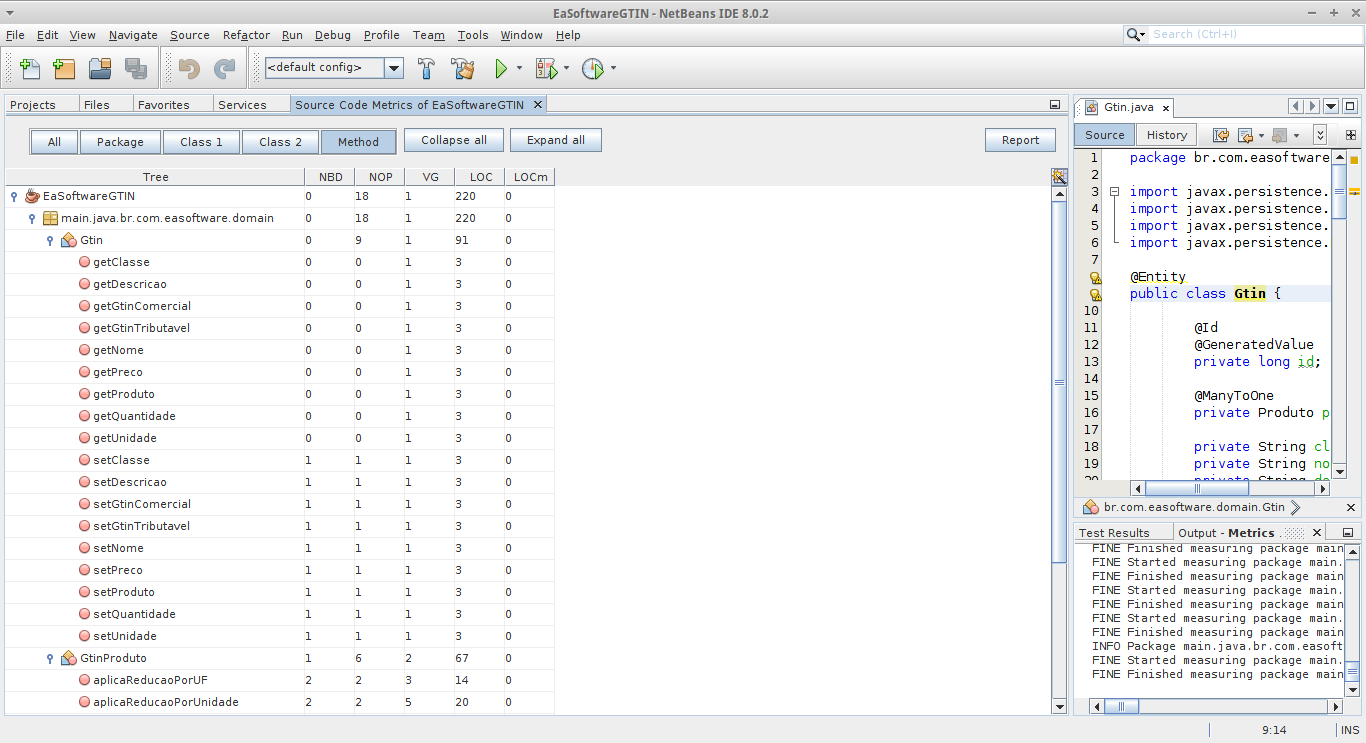 EaSoftwareGTIN - NetBeans IDE 8.0.2
File Edit View Navigate Source Refactor Run Debug Profile Team Tools Window Help
Search (Ctrl+I)
<default config>
Projects Files Favorites Services Source Code Metrics of EaSoftwareGTIN
All Package Class 1 Class 2 Method Collapse all Expand all Report
Tree NBD NOP VG LOC LOCm
EaSoftwareGTIN 0 18 1 220 0
main.java.br.com.easoftware.domain 0 18 1 220 0
Gtin 0 9 1 91 0
getClasse 0 0 1 3 0
getDescricao 0 0 1 3 0
getGtinComercial 0 0 1 3 0
getGtinTributavel 0 0 1 3 0
getNome 0 0 1 3 0
getPreco 0 0 1 3 0
getProduto 0 0 1 3 0
getQuantidade 0 0 1 3 0
getUnidade 0 0 1 3 0
setClasse 1 1 1 3 0
setDescricao 1 1 1 3 0
setGtinComercial 1 1 1 3 0
setGtinTributavel 1 1 1 3 0
setNome 1 1 1 3 0
setPreco 1 1 1 3 0
setProduto 1 1 1 3 0
setQuantidade 1 1 1 3 0
setUnidade 1 1 1 3 0
GtinProduto 1 6 2 67 0
aplicaReducaoPorUF 2 2 3 14 0
aplicaReducaoPorUnidade 2 2 5 20 0
Gtin.java
Source History
1 package br.com.easoftware
2
3 import javax.persistence.
4 import javax.persistence.
5 import javax.persistence.
6 import javax.persistence.
7
@Entity
public class Gtin {
10
11 @Id
12 @GeneratedValue
13 private long id;
14
15 @ManyToOne
16 private Produto p
17
18 private String cl
19 private String no
20 private String de
br.com.easoftware.domain.Gtin
Test Results Output - Metrics
FINE Finished measuring package main
FINE Started measuring package main.
FINE Finished measuring package main
FINE Started measuring package main.
FINE Finished measuring package main
FINE Started measuring package main.
FINE Finished measuring package main
INFO Package main.java.br.com.easoft
FINE Started measuring package main.
FINE Finished measuring package main
9:14 INS